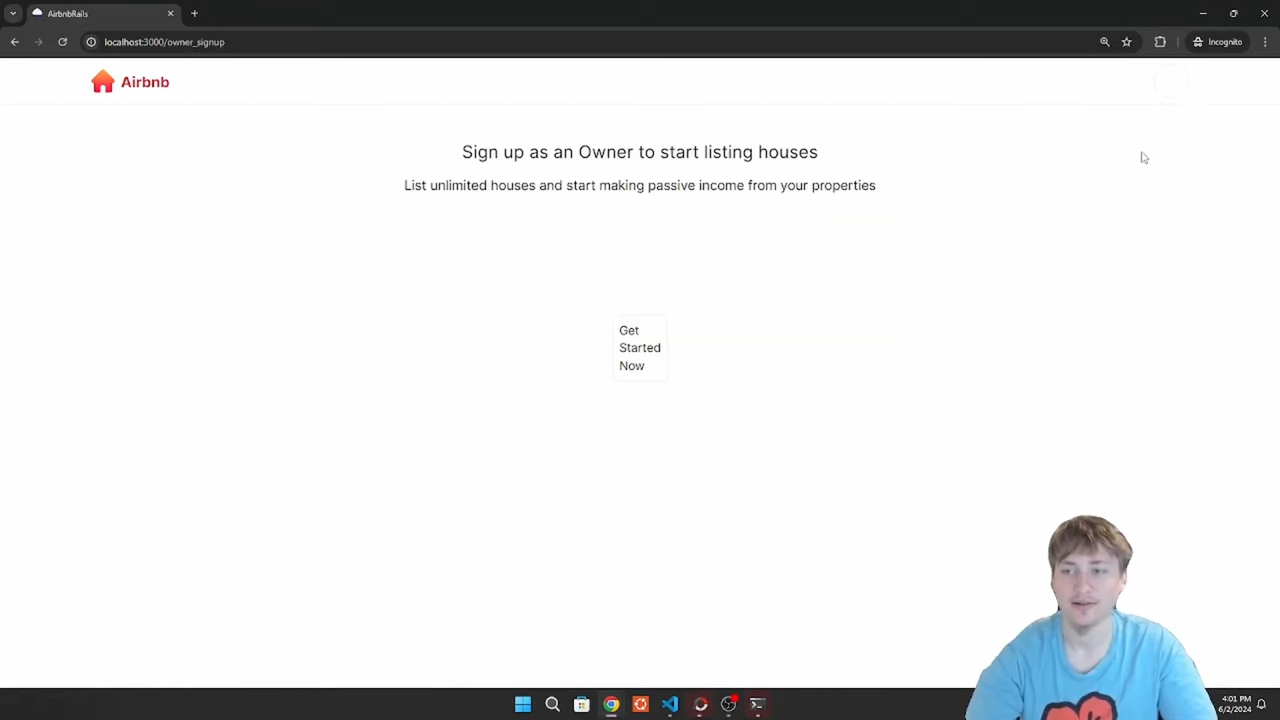 AirbnbRails
localhost:3000/owner_signup
Incognito
Airbnb
Sign up as an Owner to start listing houses
List unlimited houses and start making passive income from your properties
Get
Started
Now
4:01 PM
6/2/2024